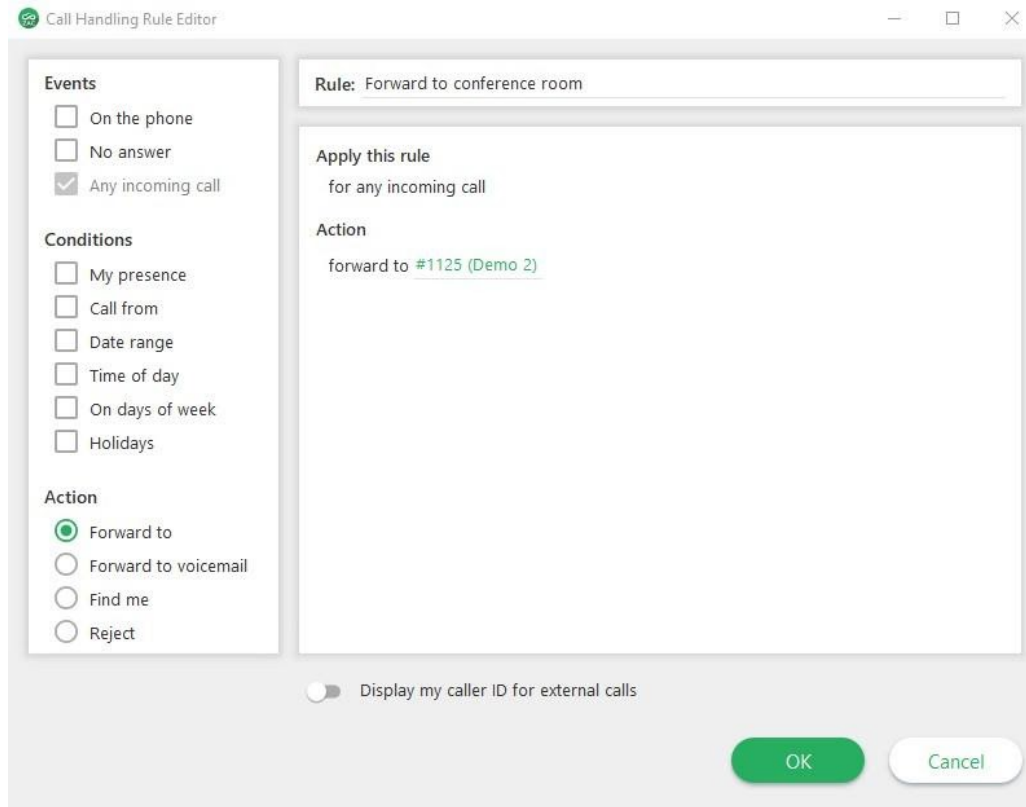 Call Handling Rule Editor
Events
On the phone
No answer
Any incoming call
Conditions
My presence
Call from
Date range
Time of day
On days of week
Holidays
Action
Forward to
Forward to voicemail
Find me
Reject
Rule: Forward to conference room
Apply this rule
for any incoming call
Action
forward to #1125 (Demo 2)
Display my caller ID for external calls
OK
Cancel